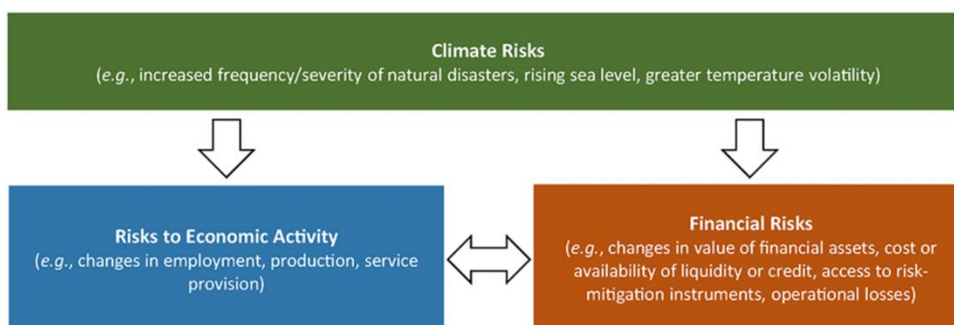 Climate Risks
(e.g., increased frequency/severity of natural disasters, rising sea level, greater temperature volatility)
Risks to Economic Activity
(e.g., changes in employment, production, service
provision)
Financial Risks
(e.g., changes in value of financial assets, cost or
availability of liquidity or credit, access to risk-
mitigation instruments, operational losses)